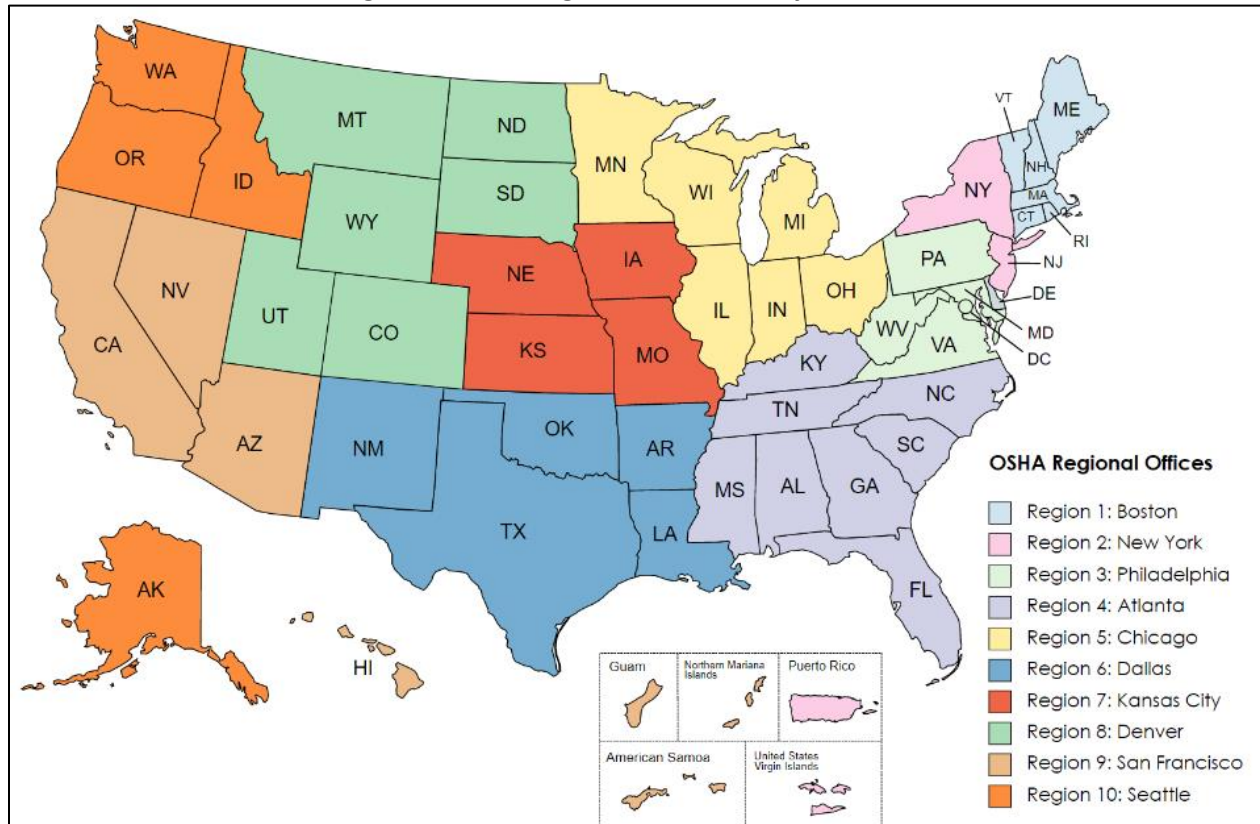 WA
MT
ND
MN
VT
ME
OR
ID
SD
WI
NH
WY
MI
NY
MA
CT
RI
NE
IA
PA
NJ
NV
UT
CO
IL
IN
OH
DE
WV
MD
CA
KS
MO
VA
DC
KY
NC
TN
AZ
NM
OK
AR
SC
MS
AL
GA
TX
LA
FL
AK
HI
OSHA Regional Offices
Region 1: Boston
Region 2: New York
Region 3: Philadelphia
Region 4: Atlanta
Region 5: Chicago
Region 6: Dallas
Region 7: Kansas City
Region 8: Denver
Region 9: San Francisco
Region 10: Seattle
Guam
Northern Mariana
Islands
Puerto Rico
American Samoa
United States
Virgin Islands